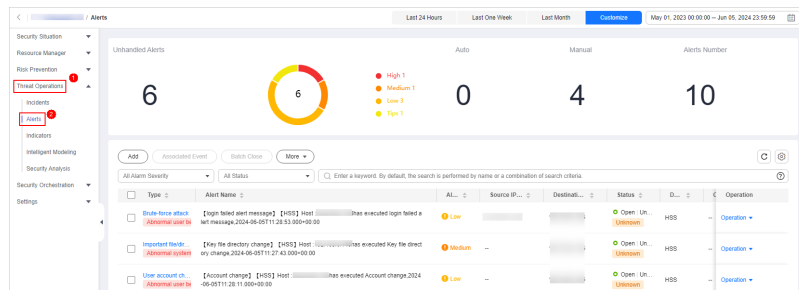 / Alerts
Last 24 Hours
Last One Week
Last Month
Customize
May 01, 2023 00:00:00 – Jun 05, 2024 23:59:59
Security Situation
Resource Manager
Risk Prevention
1
Threat Operations
Incidents
2
Alerts
Indicators
Intelligent Modeling
Security Analysis
Security Orchestration
Settings
Unhandled Alerts
Auto
Manual
Alerts Number
6
6
High 1
Medium 1
Low 3
Tips 1
0
4
10
Add
Associated Event
Batch Close
More
All Alarm Severity
All Status
Enter a keyword. By default, the search is performed by name or a combination of search criteria.
Type
Alert Name
Al...
Source IP...
Destinati...
Status
D...
Operation
Brute-force attack
Abnormal user be
【login failed alert message】【HSS】Host
has executed login failed a
lert message,2024-06-05T11:28:53.000+00:00
Low
Open | Un...
Unknown
HSS
–
Operation
Important file/dir...
Abnormal system
【Key file directory change】【HSS】Host
has executed Key file direct
ory change,2024-06-05T11:27:43.000+00:00
Medium
–
Open | Un...
Unknown
HSS
–
Operation
User account ch...
Abnormal user be
【Account change】【HSS】Host
has executed Account change,2024
-06-05T11:28:11.000+00:00
Low
–
Open | Un...
Unknown
HSS
–
Operation